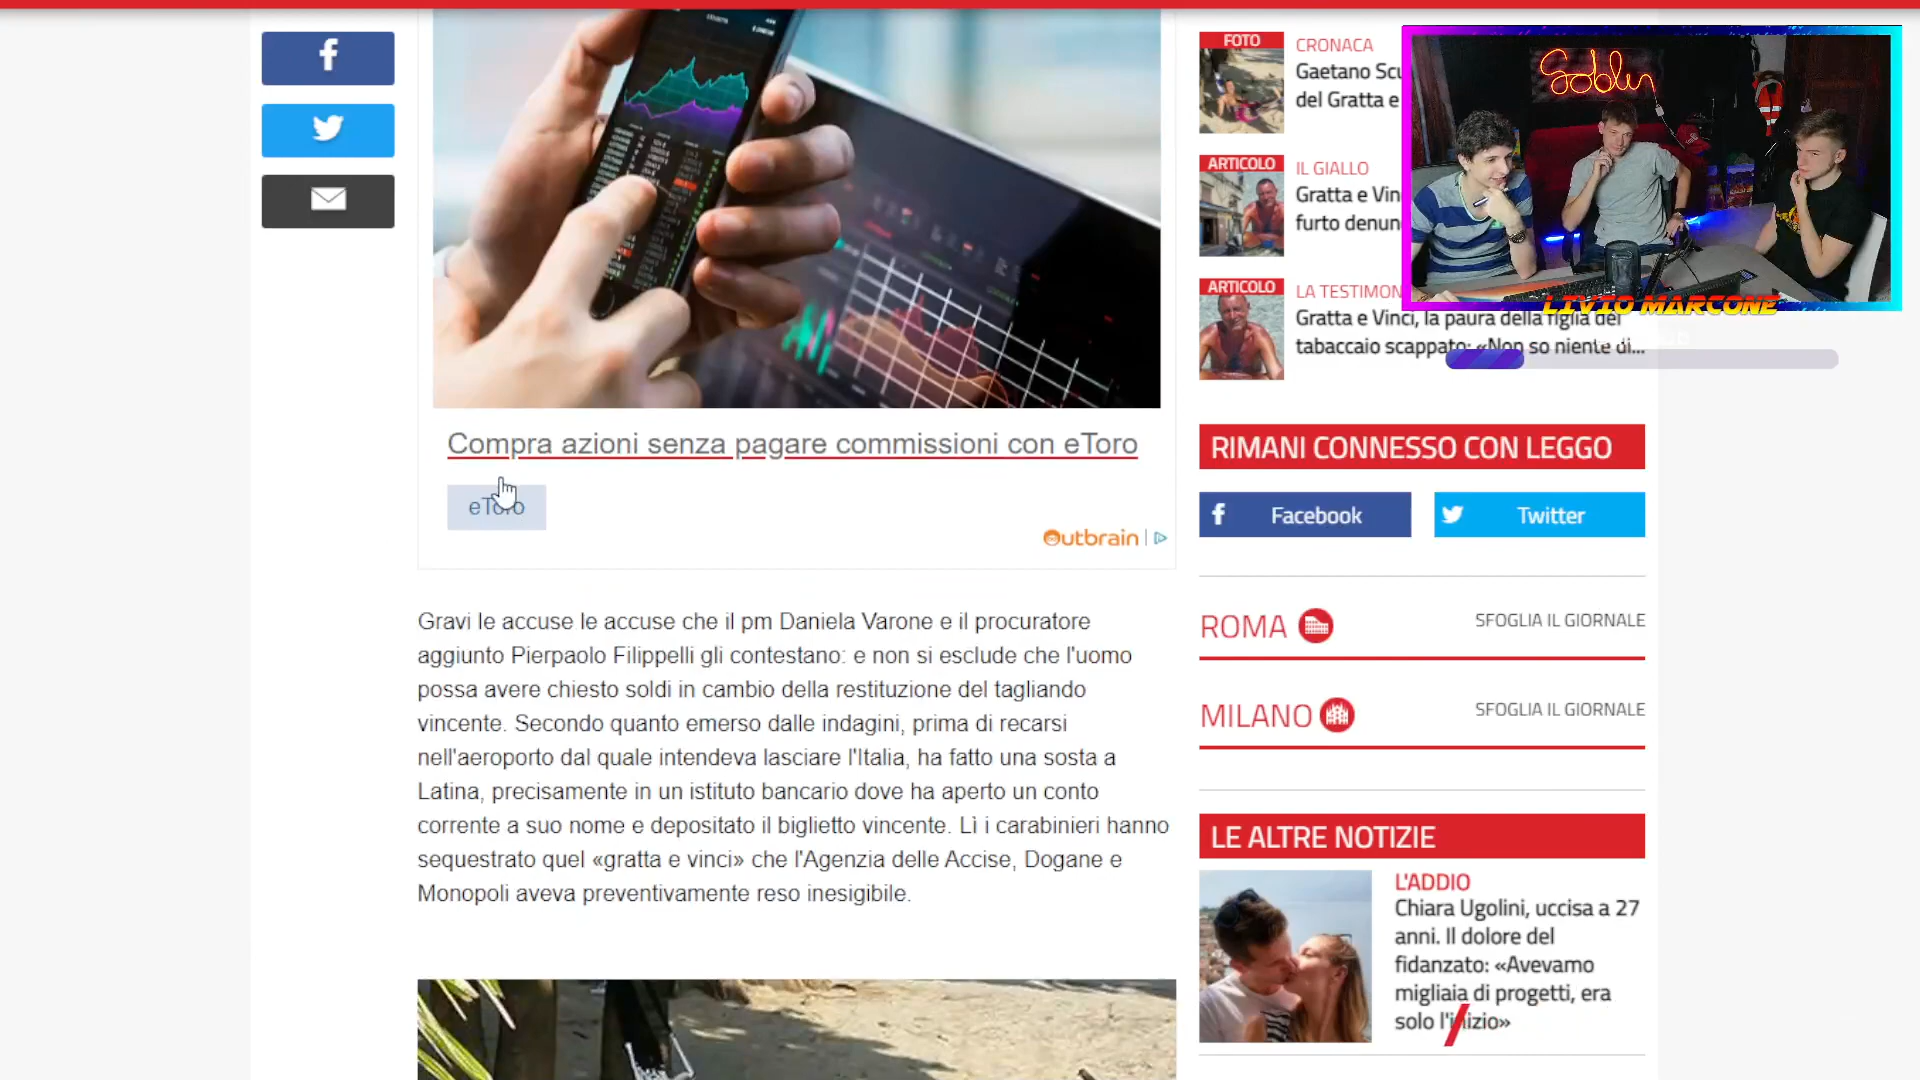 Compra azioni senza pagare commissioni con eToro
eToro
Outbrain
Gravi le accuse le accuse che il pm Daniela Varone e il procuratore
aggiunto Pierpaolo Filippelli gli contestano: e non si esclude che l'uomo
possa avere chiesto soldi in cambio della restituzione del tagliando
vincente. Secondo quanto emerso dalle indagini, prima di recarsi
nell'aeroporto dal quale intendeva lasciare l'Italia, ha fatto una sosta a
Latina, precisamente in un istituto bancario dove ha aperto un conto
corrente a suo nome e depositato il biglietto vincente. Lì i carabinieri hanno
sequestrato quel «gratta e vinci» che l'Agenzia delle Accise, Dogane e
Monopoli aveva preventivamente reso inesigibile.
FOTO
CRONACA
Gaetano Scu
del Gratta e
ARTICOLO
IL GIALLO
Gratta e Vin
furto denun
ARTICOLO
LA TESTIMON
Gratta e Vinci, la paura della figlia del
tabaccaio scappato: «Non so niente di...
LIVIO MARCONE
RIMANI CONNESSO CON LEGGO
Facebook
Twitter
ROMA
SFOGLIA IL GIORNALE
MILANO
SFOGLIA IL GIORNALE
LE ALTRE NOTIZIE
L'ADDIO
Chiara Ugolini, uccisa a 27
anni. Il dolore del
fidanzato: «Avevamo
migliaia di progetti, era
solo l'inizio»